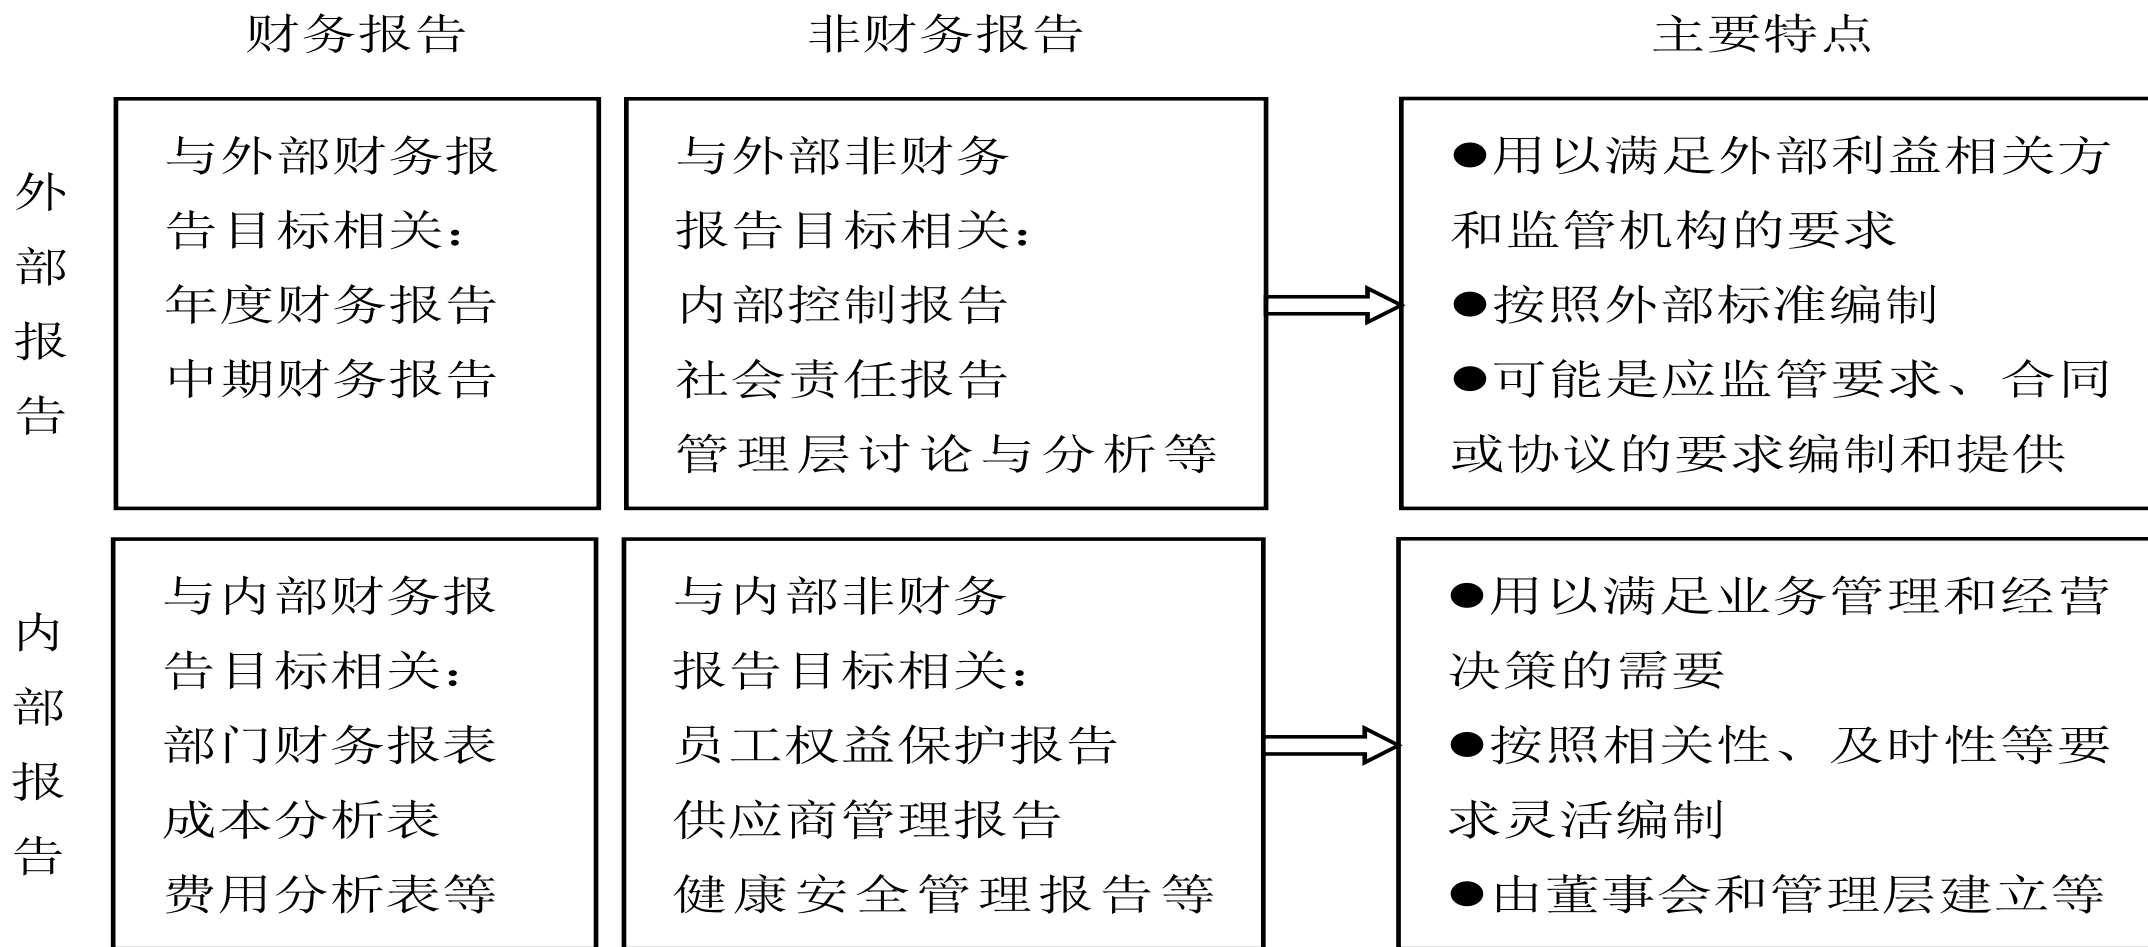 财务报告
非财务报告
主要特点
外部报告
与外部财务报
告目标相关：
年度财务报告
中期财务报告
与外部非财务
报告目标相关：
内部控制报告
社会责任报告
管理层讨论与分析等
●用以满足外部利益相关方
和监管机构的要求
●按照外部标准编制
●可能是应监管要求、合同
或协议的要求编制和提供
内部报告
与内部财务报
告目标相关：
部门财务报表
成本分析表
费用分析表等
与内部非财务
报告目标相关：
员工权益保护报告
供应商管理报告
健康安全管理报告等
●用以满足业务管理和经营
决策的需要
●按照相关性、及时性等要
求灵活编制
●由董事会和管理层建立等